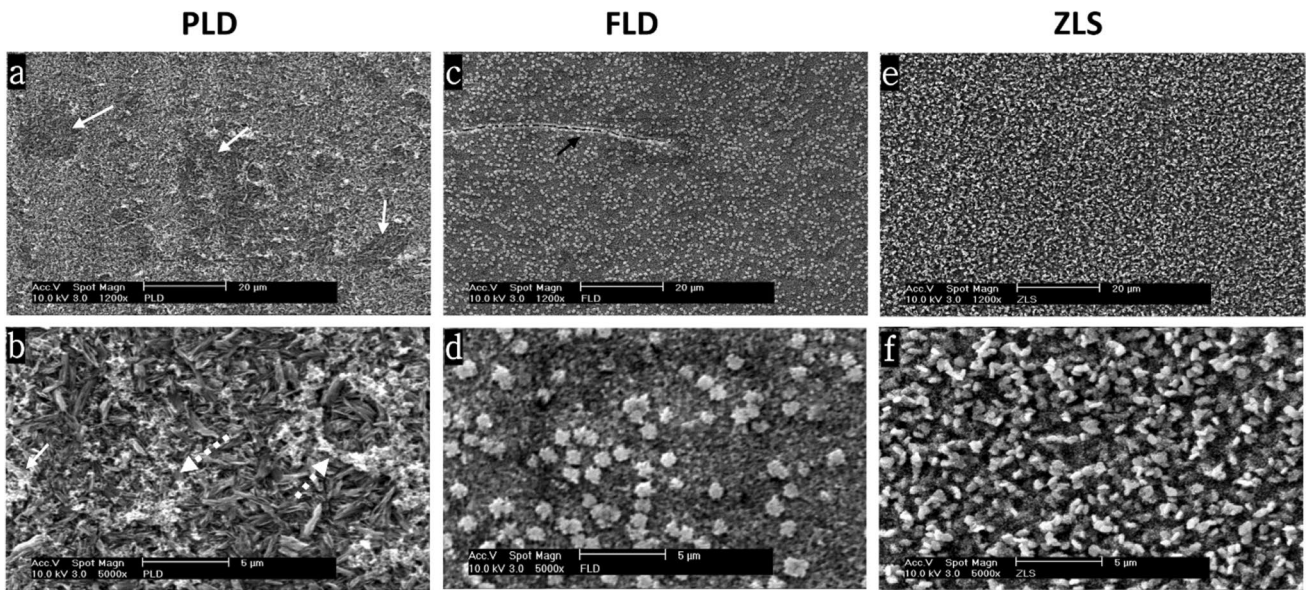 PLD
FLD
ZLS
a
Acc.V Spot Magn 20 µm
10.0 kV 3.0 1200x PLD
c
Acc.V Spot Magn 20 µm
10.0 kV 3.0 1200x FLD
e
Acc.V Spot Magn 20 µm
10.0 kV 3.0 1200x ZLS
b
Acc.V Spot Magn 5 µm
10.0 kV 3.0 5000x PLD
d
Acc.V Spot Magn 5 µm
10.0 kV 3.0 5000x FLD
f
Acc.V Spot Magn 5 µm
10.0 kV 3.0 5000x ZLS